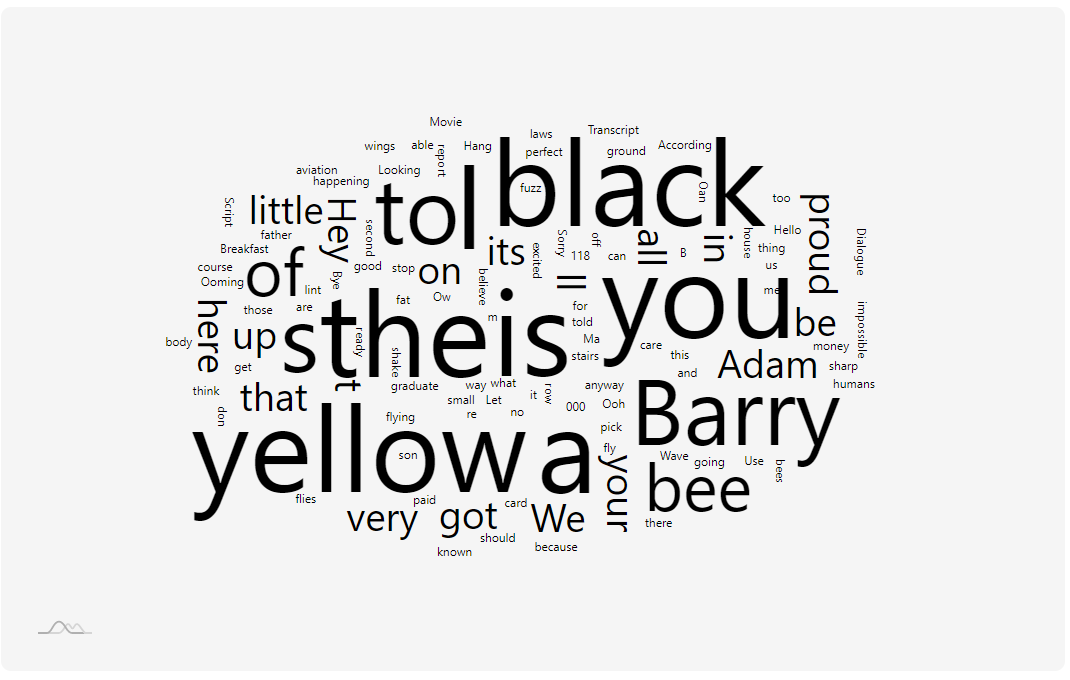 Movie
laws
Transcript
wings
able
report
Hang
black
perfect
ground
According
aviation
happening
Looking
tol
fuzz
Oan
too
proud
Script
little
Hey
father
second
its
excited
Sorry
118
off
can
all
B
in
house
Hello
thing
us
me
Dialogue
Breakfast
course
Ooming
of
lint
Bye
good
stop
on
fat
Ow
believe
ll
you
those
are
here
up
s
the
is
m
for
told
Ma
stairs
be
impossible
body
get
ready
shake
care
this
and
Adam
money
sharp
humans
think
don
that
t
graduate
way
what
small
Let
re
no
it
row
anyway
000
Ooh
Barry
flying
yellow
son
a
pick
fly
your
Wave
going
Use
bees
bee
flies
very
paid
got
card
We
there
should
known
because